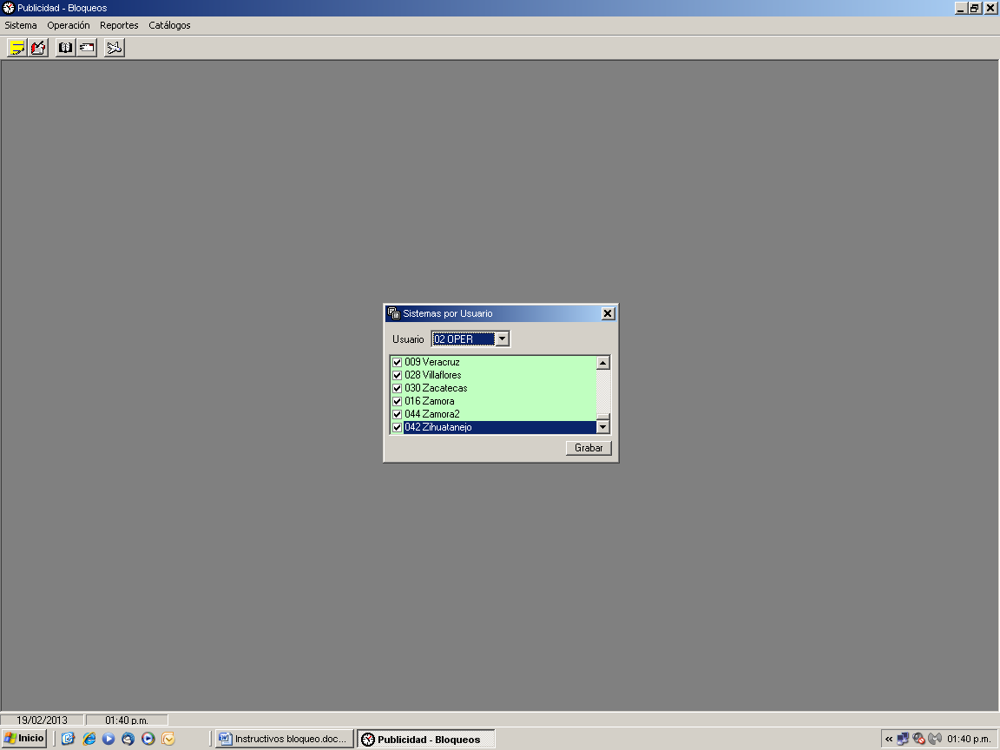 Publicidad - Bloqueos
Sistema Operación Reportes Catálogos
Sistemas por Usuario
Usuario 02 OPER
009 Veracruz
028 Villaflores
030 Zacatecas
016 Zamora
044 Zamora2
042 Zihuatanejo
Grabar
19/02/2013 01:40 p.m.
Inicio Instructivos bloqueo.doc... Publicidad - Bloqueos « 01:40 p.m.